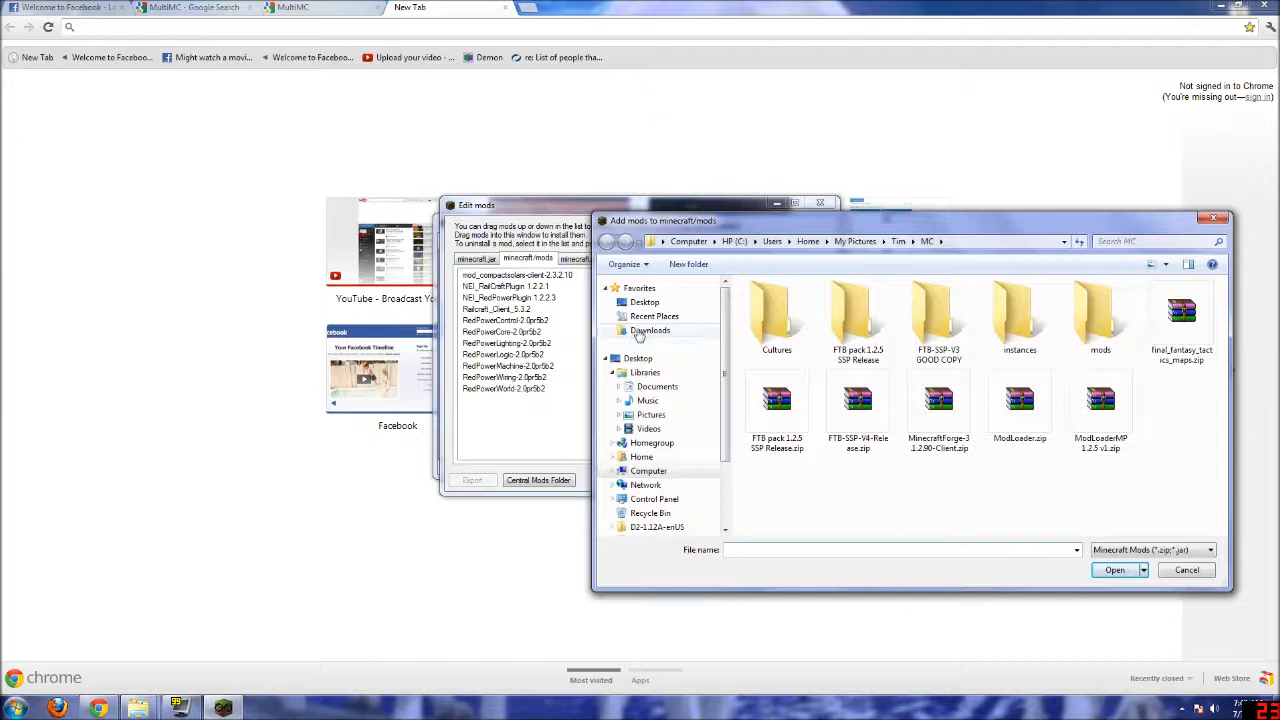 Welcome to Facebook - L
MultiMC - Google Search
MultiMC
New Tab
New Tab
Welcome to Faceboo...
Might watch a movi...
Welcome to Faceboo...
Upload your video - ...
Demon
re: List of people tha...
Not signed in to Chrome
(You're missing out—sign in)
YouTube - Broadcast Yo
Your Facebook Timeline
Facebook
Edit mods
You can drag mods up or down in the list to
Drag mods into this window to install them.
To uninstall a mod, select it in the list and pre
minecraft.jar
minecraft/mods
minecraft
mod_compactsolars-client-2.3.2.10
NEI_RailCraftPlugin 1.2.2.1
NEI_RedPowerPlugin 1.2.2.3
Railcraft_Client_5.3.2
RedPowerControl-2.0pr5b2
RedPowerCore-2.0pr5b2
RedPowerLighting-2.0pr5b2
RedPowerLogic-2.0pr5b2
RedPowerMachine-2.0pr5b2
RedPowerWiring-2.0pr5b2
RedPowerWorld-2.0pr5b2
Export
Central Mods Folder
Add mods to minecraft/mods
Computer
HP (C:)
Users
Home
My Pictures
Tim
MC
Search MC
Organize
New folder
Favorites
Desktop
Recent Places
Downloads
Desktop
Libraries
Documents
Music
Pictures
Videos
Homegroup
Home
Computer
Network
Control Panel
Recycle Bin
D2-1.12A-enUS
Cultures
FTB pack 1.2.5
SSP Release
FTB-SSP-V3
GOOD COPY
instances
mods
final_fantasy_tact
ics_maps.zip
FTB pack 1.2.5
SSP Release.zip
FTB-SSP-V4-Rele
ase.zip
MinecraftForge-3
.1.2.90-Client.zip
ModLoader.zip
ModLoaderMP
1.2.5 v1.zip
File name:
Minecraft Mods (*.zip;*.jar)
Open
Cancel
chrome
Most visited
Apps
Recently closed
Web Store
23